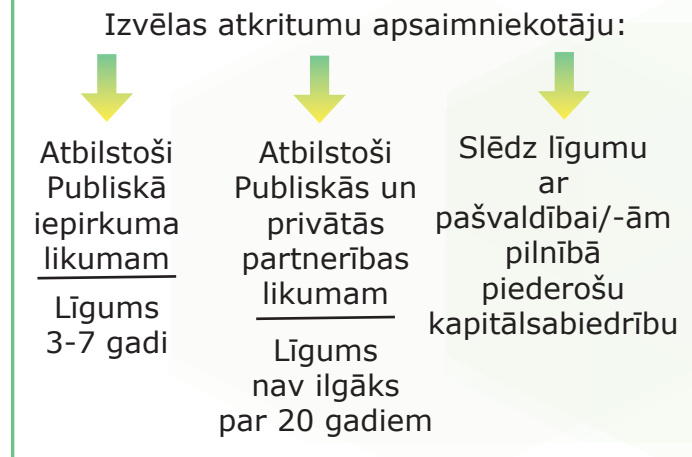 Izvēlas atkritumu apsaimniekotāju:
Atbilstoši
Publiskā
iepirkuma
likumam
Līgums
3-7 gadi
Atbilstoši
Publiskās un
privātās
partnerības
likumam
Līgums
nav ilgāks
par 20 gadiem
Slēdz līgumu
ar
pašvaldībai/-ām
pilnībā
piederošu
kapitālsabiedrību